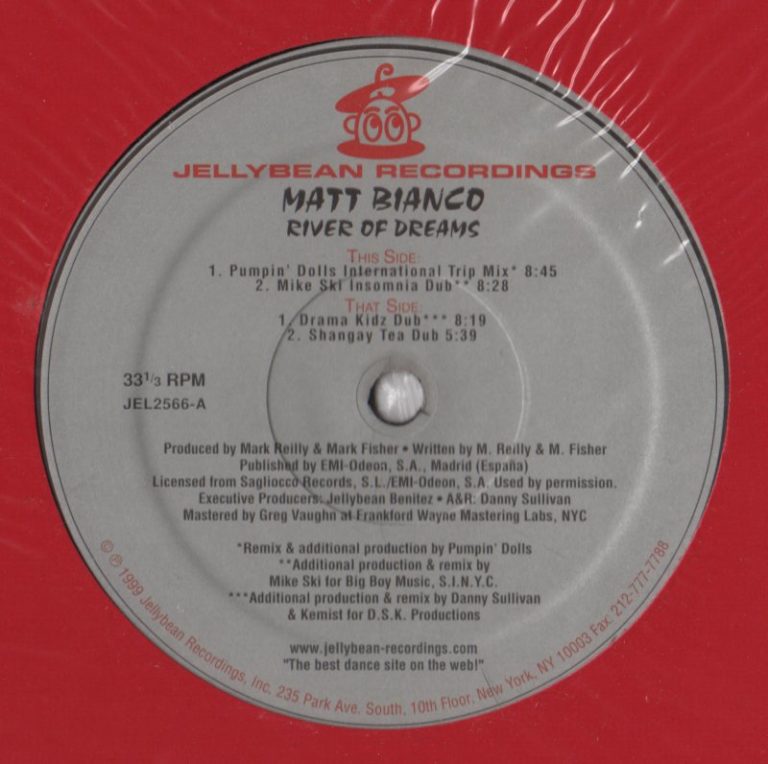 JELLYBEAN RECORDINGS
MATT BIANCO
RIVER OF DREAMS
THIS SIDE:
1. Pumpin' Dolls International Trip Mix* 8:45
2. Mike Ski Insomnia Dub** 8:28
THAT SIDE:
1. Drama Kidz Dub*** 8:19
2. Shangay Tea Dub 5:39
33 1/3 RPM
JEL2566-A
Produced by Mark Reilly & Mark Fisher • Written by M. Reilly & M. Fisher
Published by EMI-Odeon, S.A., Madrid (España)
Licensed from Sagliocco Records, S.L./EMI-Odeon, S.A. Used by permission.
Executive Producers: Jellybean Benitez • A&R: Danny Sullivan
Mastered by Greg Vaughn at Frankford Wayne Mastering Labs, NYC
*Remix & additional production by Pumpin' Dolls
**Additional production & remix by
Mike Ski for Big Boy Music, S.I.N.Y.C.
***Additional production & remix by Danny Sullivan
& Kemist for D.S.K. Productions
www.jellybean-recordings.com
"The best dance site on the web!"
© ℗ 1999 Jellybean Recordings, Inc. 235 Park Ave. South, 10th Floor, New York, NY 10003 Fax: 212-777-7788